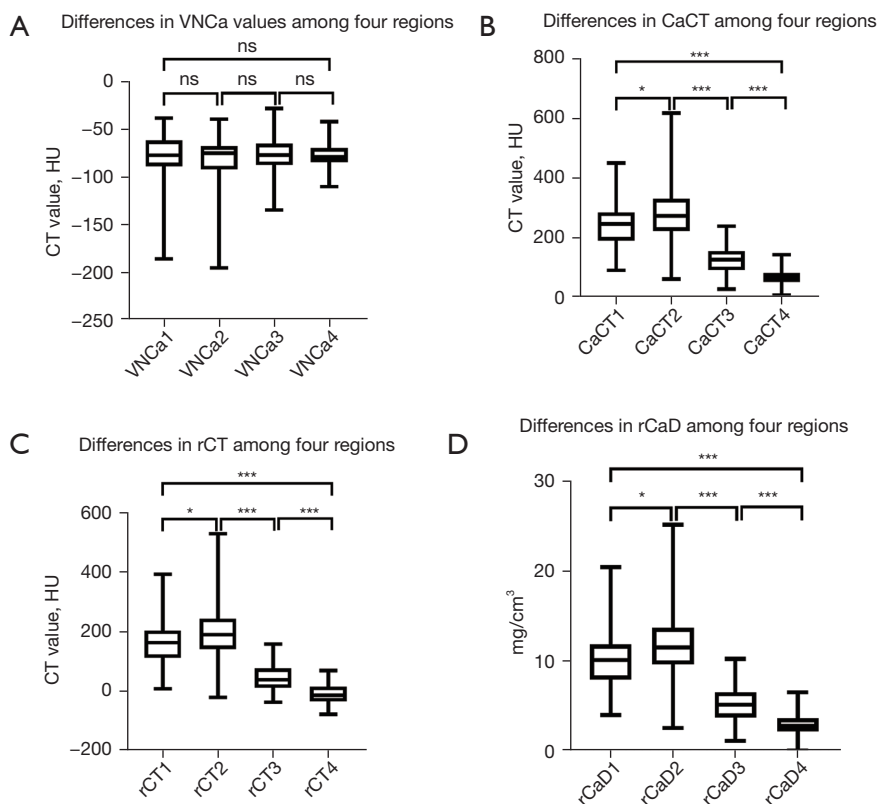 A
Differences in VNCa values among four regions
ns
ns ns ns
0
−50
−100
−150
−200
−250
CT value, HU
VNCa1 VNCa2 VNCa3 VNCa4
B
Differences in CaCT among four regions
***
* *** ***
800
600
400
200
0
CT value, HU
CaCT1 CaCT2 CaCT3 CaCT4
C
Differences in rCT among four regions
***
* *** ***
600
400
200
0
−200
CT value, HU
rCT1 rCT2 rCT3 rCT4
D
Differences in rCaD among four regions
***
* *** ***
30
20
10
0
mg/cm³
rCaD1 rCaD2 rCaD3 rCaD4